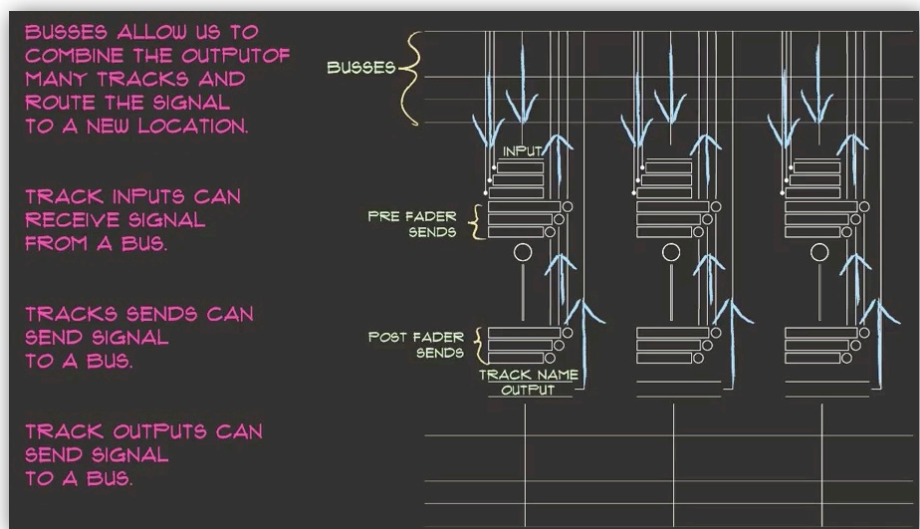 BUSSES ALLOW US TO
COMBINE THE OUTPUTOF
MANY TRACKS AND
ROUTE THE SIGNAL
TO A NEW LOCATION.
TRACK INPUTS CAN
RECEIVE SIGNAL
FROM A BUS.
TRACKS SENDS CAN
SEND SIGNAL
TO A BUS.
TRACK OUTPUTS CAN
SEND SIGNAL
TO A BUS.
BUSSES
INPUT
PRE FADER
SENDS
POST FADER
SENDS
TRACK NAME
OUTPUT